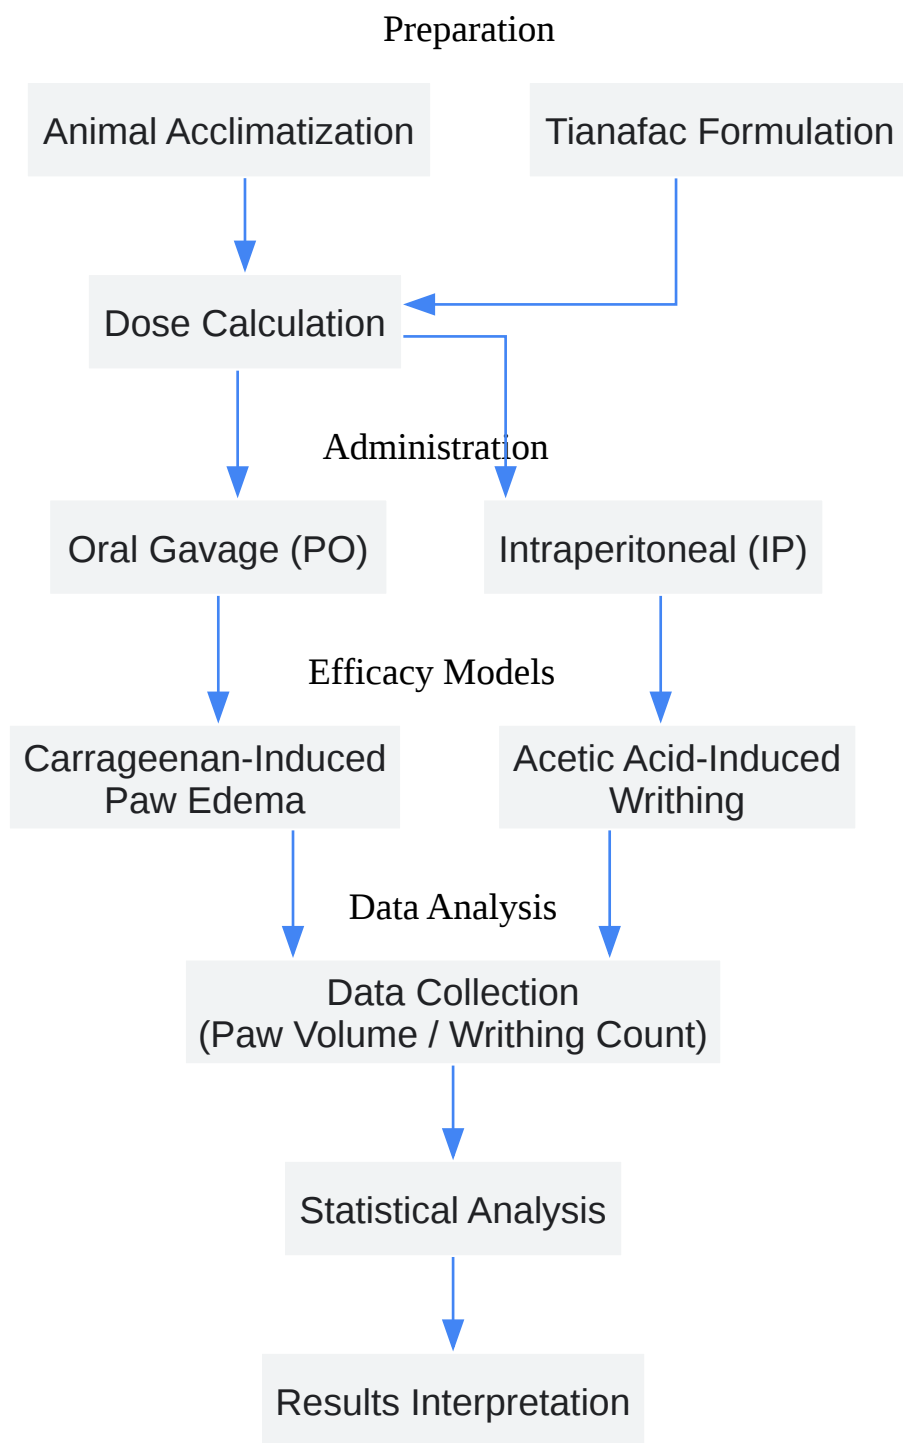 Preparation
Animal Acclimatization
Tianafac Formulation
Dose Calculation
Administration
Oral Gavage (PO)
Intraperitoneal (IP)
Efficacy Models
Carrageenan-Induced
Paw Edema
Acetic Acid-Induced
Writhing
Data Analysis
Data Collection
(Paw Volume / Writhing Count)
Statistical Analysis
Results Interpretation